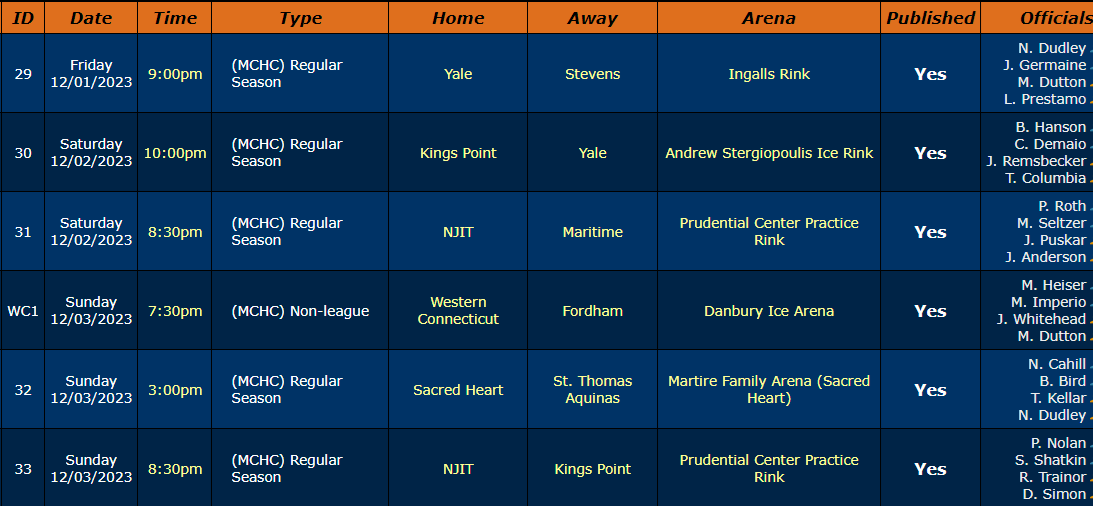 ID Date Time Type Home Away Arena Published Officials
29 Friday 12/01/2023 9:00pm (MCHC) Regular Season Yale Stevens Ingalls Rink Yes N. Dudley J. Germaine M. Dutton L. Prestamo
30 Saturday 12/02/2023 10:00pm (MCHC) Regular Season Kings Point Yale Andrew Stergiopoulis Ice Rink Yes B. Hanson C. Demaio J. Remsbecker T. Columbia
31 Saturday 12/02/2023 8:30pm (MCHC) Regular Season NJIT Maritime Prudential Center Practice Rink Yes P. Roth M. Seltzer J. Puskar J. Anderson
WC1 Sunday 12/03/2023 7:30pm (MCHC) Non-league Western Connecticut Fordham Danbury Ice Arena Yes M. Heiser M. Imperio J. Whitehead M. Dutton
32 Sunday 12/03/2023 3:00pm (MCHC) Regular Season Sacred Heart St. Thomas Aquinas Martire Family Arena (Sacred Heart) Yes N. Cahill B. Bird T. Kellar N. Dudley
33 Sunday 12/03/2023 8:30pm (MCHC) Regular Season NJIT Kings Point Prudential Center Practice Rink Yes P. Nolan S. Shatkin R. Trainor D. Simon